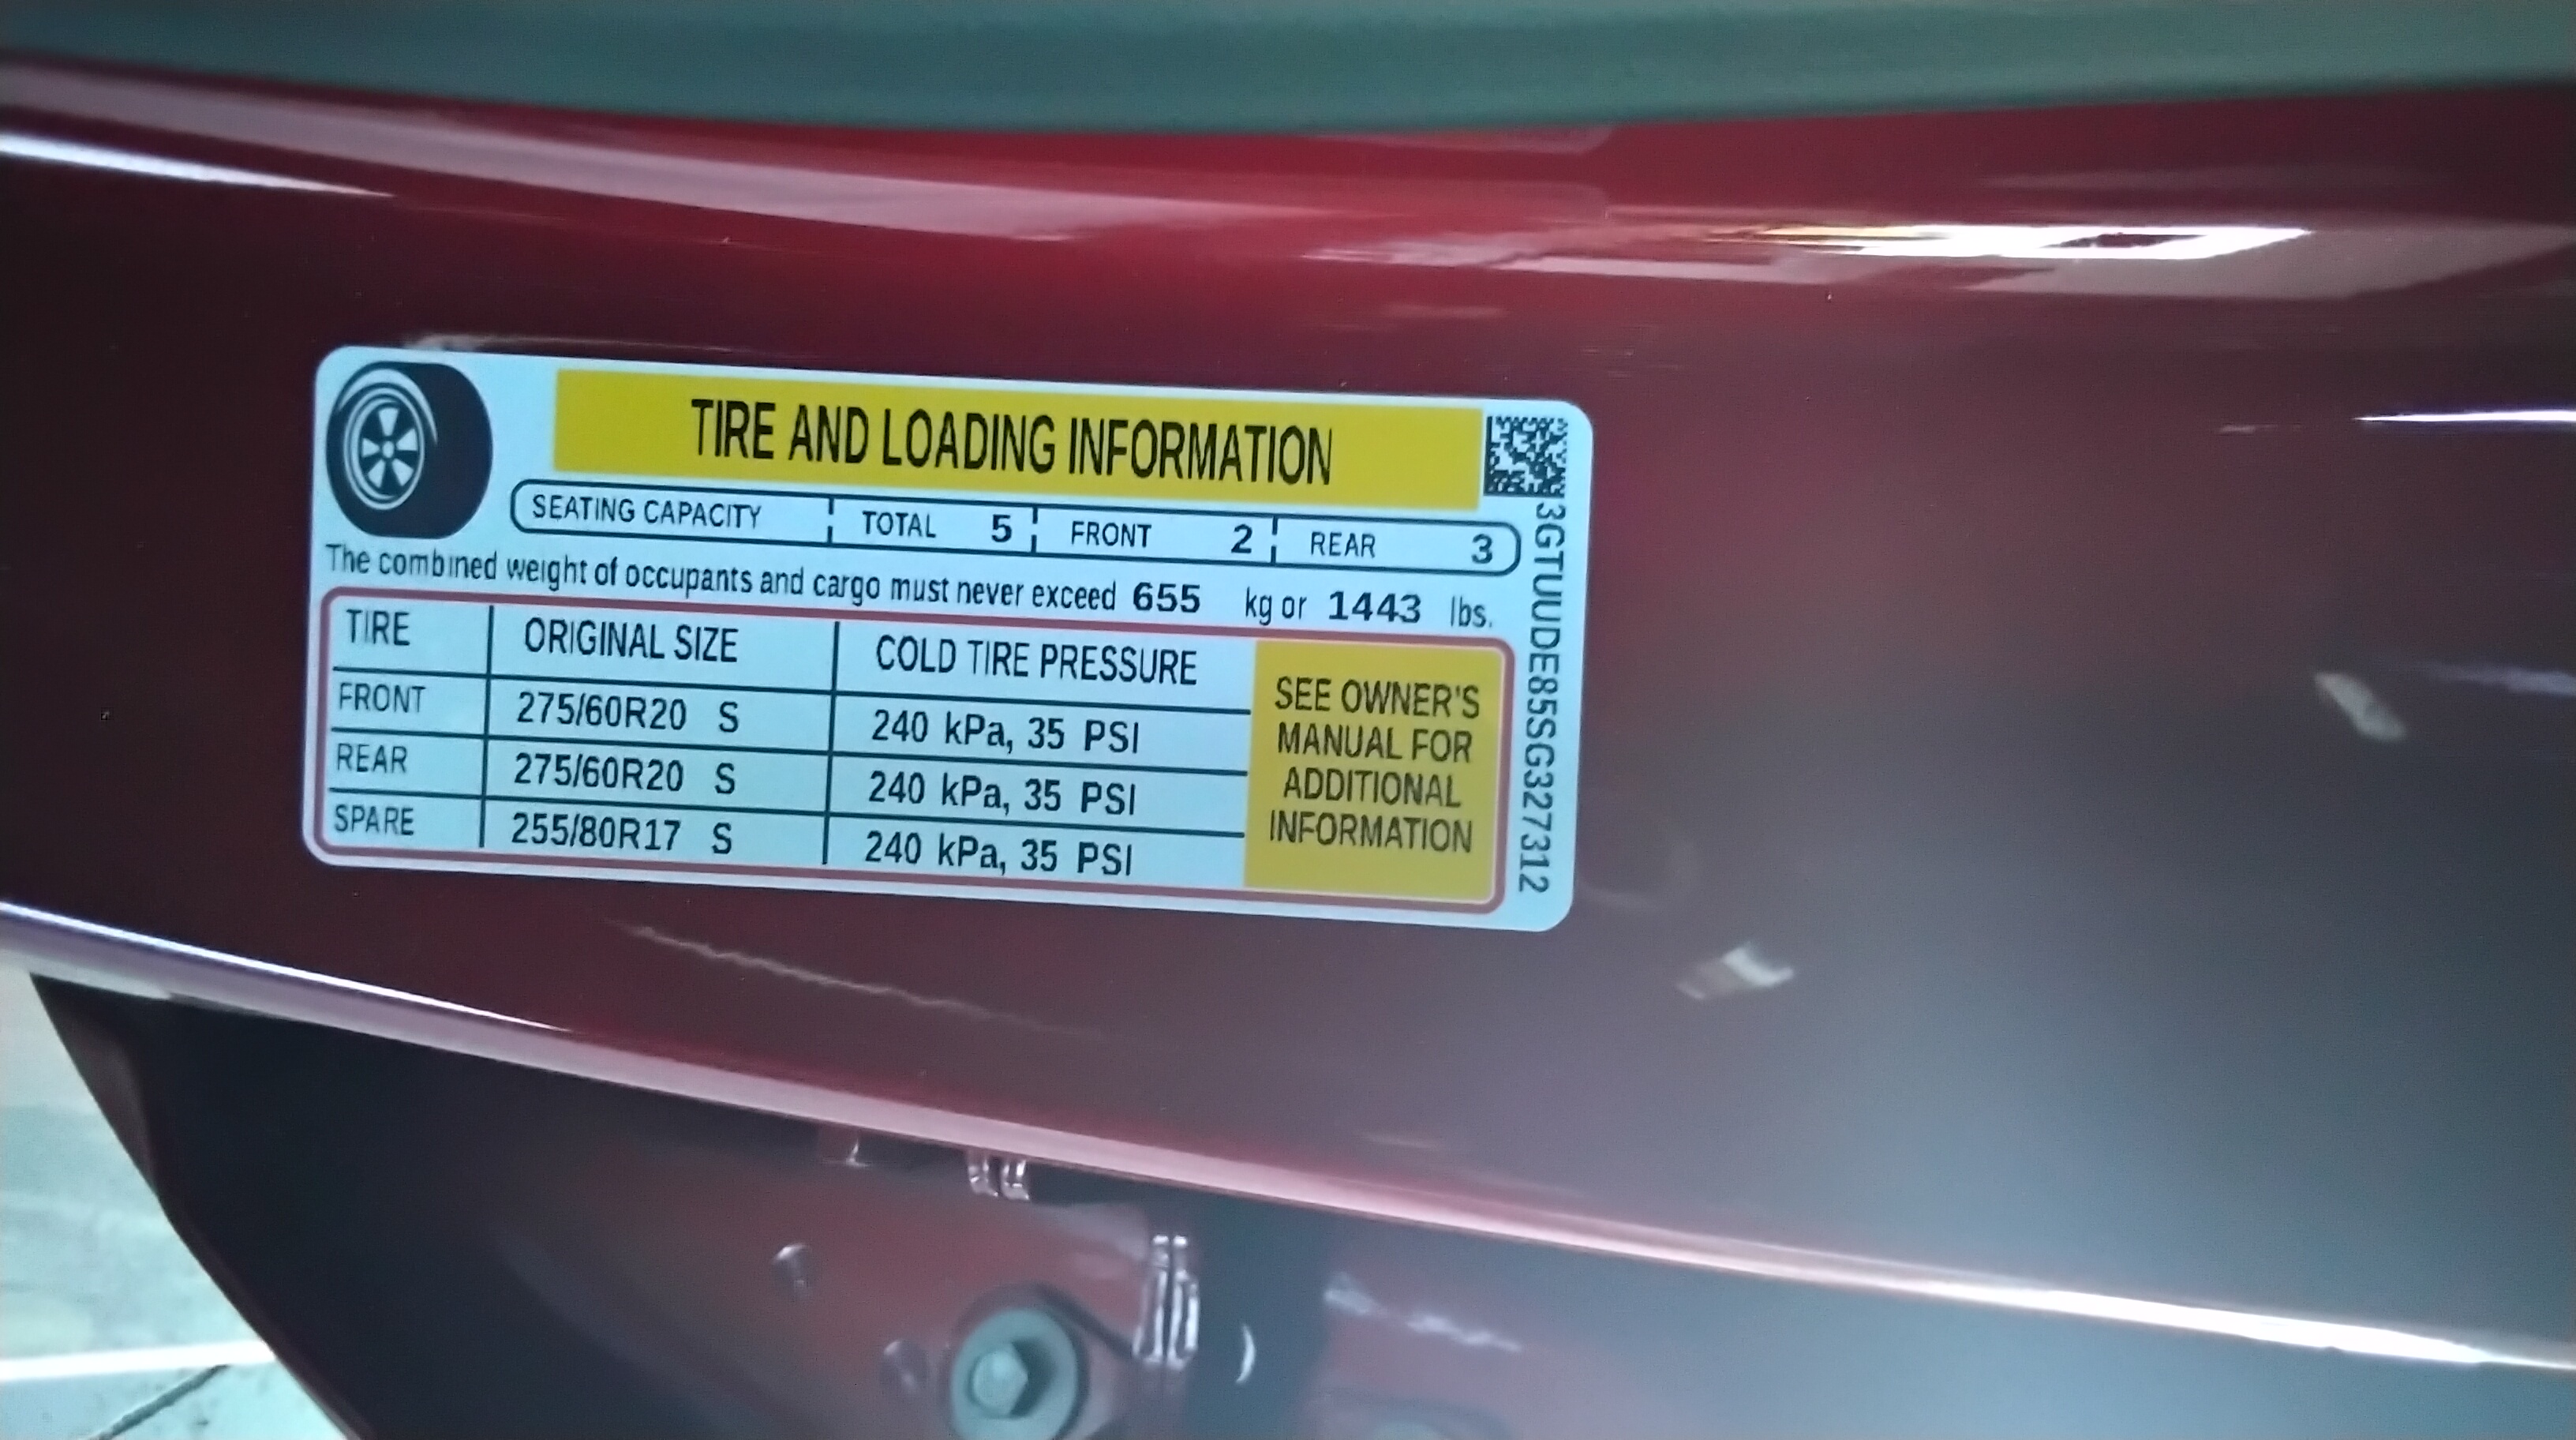 TIRE AND LOADING INFORMATION
SEATING CAPACITY TOTAL 5 FRONT 2 REAR 3
The combined weight of occupants and cargo must never exceed 655 kg or 1443 lbs.
TIRE ORIGINAL SIZE COLD TIRE PRESSURE
FRONT 275/60R20 S 240 kPa, 35 PSI
REAR 275/60R20 S 240 kPa, 35 PSI
SPARE 255/80R17 S 240 kPa, 35 PSI
SEE OWNER'S
MANUAL FOR
ADDITIONAL
INFORMATION
3GTUUDE85SG327312